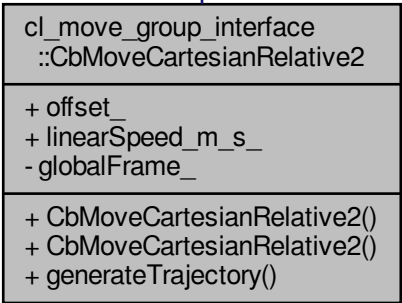 cl_move_group_interface
::CbMoveCartesianRelative2
+ offset_
+ linearSpeed_m_s_
- globalFrame_
+ CbMoveCartesianRelative2()
+ CbMoveCartesianRelative2()
+ generateTrajectory()